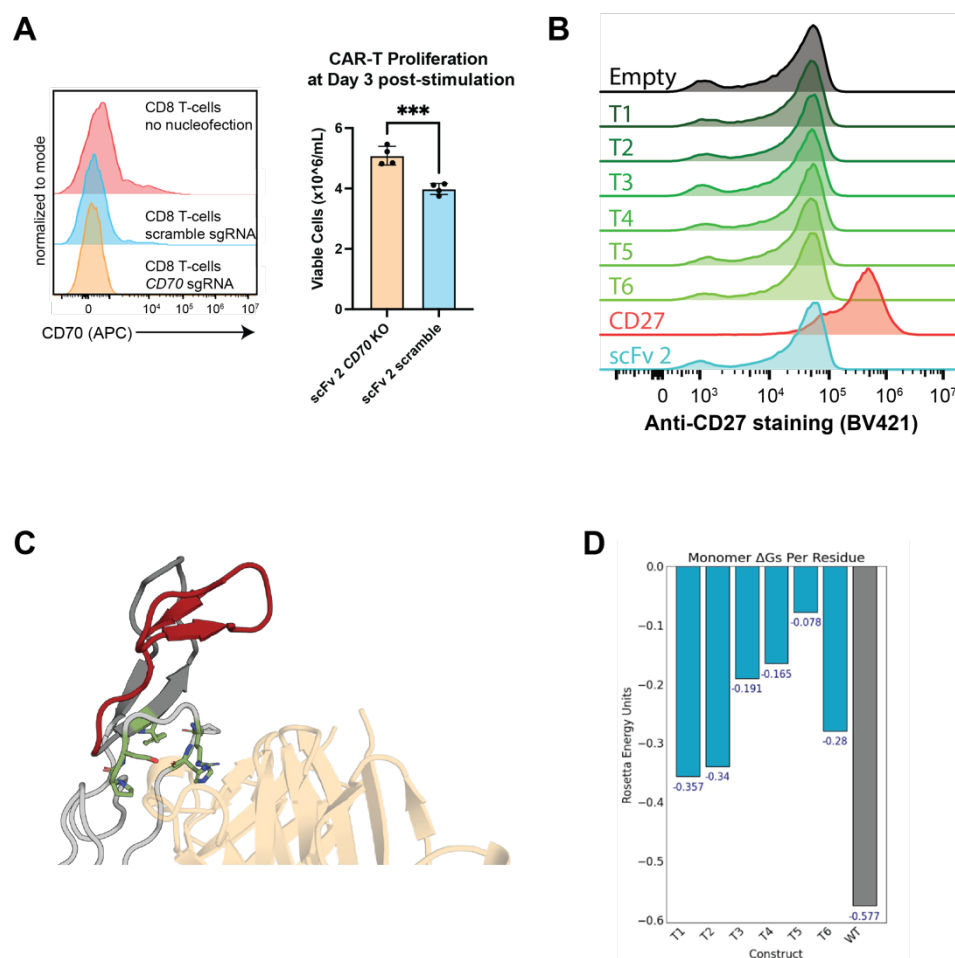 A
CD8 T-cells
no nucleofection
CD8 T-cells
scramble sgRNA
CD8 T-cells
CD70 sgRNA
normalized to mode
0 10^4 10^5 10^6 10^7
CD70 (APC)
CAR-T Proliferation
at Day 3 post-stimulation
***
Viable Cells (x10^6/mL)
6
4
2
0
scFv 2 CD70 KO
scFv 2 scramble
B
Empty
T1
T2
T3
T4
T5
T6
CD27
scFv 2
0 10^3 10^4 10^5 10^6 10^7
Anti-CD27 staining (BV421)
C
D
Monomer ΔGs Per Residue
Rosetta Energy Units
0.0
−0.1
−0.2
−0.3
−0.4
−0.5
−0.6
-0.357
-0.34
-0.191
-0.165
-0.078
-0.28
-0.577
T1 T2 T3 T4 T5 T6 WT
Construct